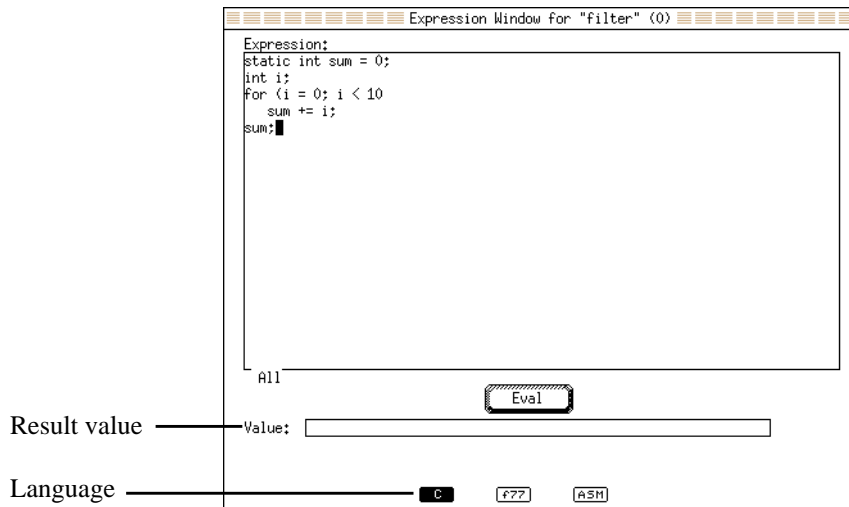 Expression Window for "filter" (0)
Expression:
static int sum = 0;
int i;
for (i = 0; i < 10
   sum += i;
sum;
All
Eval
Result value
Value:
Language
C f77 ASM